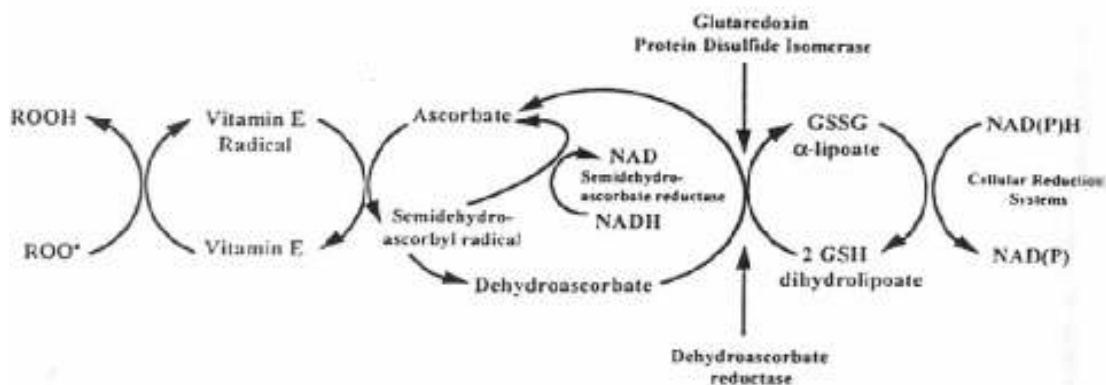 Glutaredoxin
Protein Disulfide Isomerase
ROOH
Vitamin E
Radical
Ascorbate
GSSG
α-lipoate
NAD(P)H
NAD
Semidehydro-
ascorbate reductase
NADH
Cellular Reduction
Systems
Semidehydro-
ascorbyl radical
ROO•
Vitamin E
2 GSH
dihydrolipoate
NAD(P)
Dehydroascorbate
Dehydroascorbate
reductase